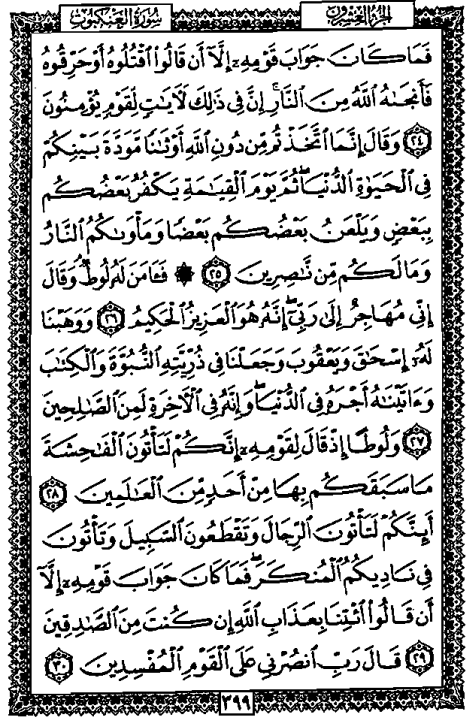 الجزء العشرون
سورة العنكبوت
فَمَا كَانَ جَوَابَ قَوْمِهِۦٓ إِلَّآ أَن قَالُوا۟ ٱقْتُلُوهُ أَوْ حَرِّقُوهُ
فَأَنجَىٰهُ ٱللَّهُ مِنَ ٱلنَّارِ ۚ إِنَّ فِى ذَٰلِكَ لَـَٔايَـٰتٍ لِّقَوْمٍ يُؤْمِنُونَ
٢٤ وَقَالَ إِنَّمَا ٱتَّخَذْتُم مِّن دُونِ ٱللَّهِ أَوْثَـٰنًا مَّوَدَّةَ بَيْنِكُمْ
فِى ٱلْحَيَوٰةِ ٱلدُّنْيَا ۖ ثُمَّ يَوْمَ ٱلْقِيَـٰمَةِ يَكْفُرُ بَعْضُكُم
بِبَعْضٍ وَيَلْعَنُ بَعْضُكُم بَعْضًا وَمَأْوَىٰكُمُ ٱلنَّارُ
وَمَا لَكُم مِّن نَّـٰصِرِينَ ٢٥ ۞ فَـَٔامَنَ لَهُۥ لُوطٌ ۘ وَقَالَ
إِنِّى مُهَاجِرٌ إِلَىٰ رَبِّىٓ ۖ إِنَّهُۥ هُوَ ٱلْعَزِيزُ ٱلْحَكِيمُ ٢٦ وَوَهَبْنَا
لَهُۥٓ إِسْحَـٰقَ وَيَعْقُوبَ وَجَعَلْنَا فِى ذُرِّيَّتِهِ ٱلنُّبُوَّةَ وَٱلْكِتَـٰبَ
وَءَاتَيْنَـٰهُ أَجْرَهُۥ فِى ٱلدُّنْيَا ۖ وَإِنَّهُۥ فِى ٱلْـَٔاخِرَةِ لَمِنَ ٱلصَّـٰلِحِينَ
٢٧ وَلُوطًا إِذْ قَالَ لِقَوْمِهِۦٓ إِنَّكُمْ لَتَأْتُونَ ٱلْفَـٰحِشَةَ
مَا سَبَقَكُم بِهَا مِنْ أَحَدٍ مِّنَ ٱلْعَـٰلَمِينَ ٢٨
أَئِنَّكُمْ لَتَأْتُونَ ٱلرِّجَالَ وَتَقْطَعُونَ ٱلسَّبِيلَ وَتَأْتُونَ
فِى نَادِيكُمُ ٱلْمُنكَرَ ۖ فَمَا كَانَ جَوَابَ قَوْمِهِۦٓ إِلَّآ
أَن قَالُوا۟ ٱئْتِنَا بِعَذَابِ ٱللَّهِ إِن كُنتَ مِنَ ٱلصَّـٰدِقِينَ
٢٩ قَالَ رَبِّ ٱنصُرْنِى عَلَى ٱلْقَوْمِ ٱلْمُفْسِدِينَ ٣٠
٣٩٩